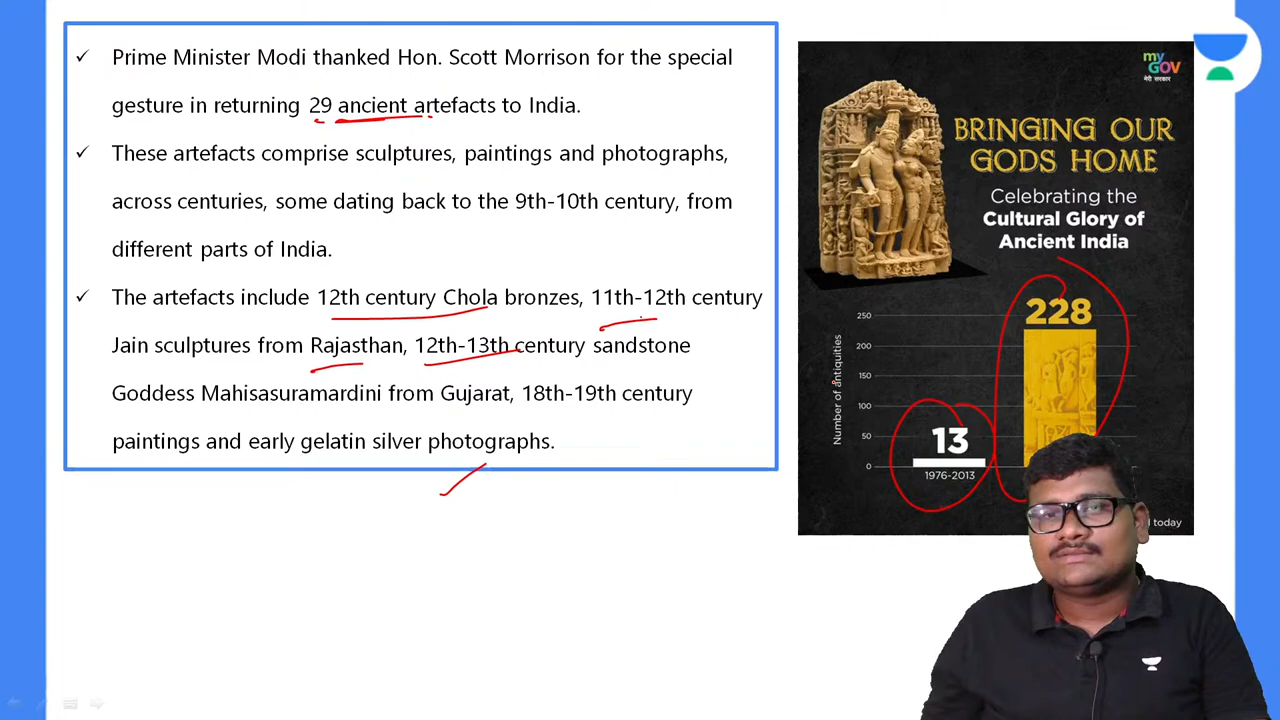 Prime Minister Modi thanked Hon. Scott Morrison for the special
gesture in returning 29 ancient artefacts to India.
These artefacts comprise sculptures, paintings and photographs,
across centuries, some dating back to the 9th-10th century, from
different parts of India.
The artefacts include 12th century Chola bronzes, 11th-12th century
Jain sculptures from Rajasthan, 12th-13th century sandstone
Goddess Mahisasuramardini from Gujarat, 18th-19th century
paintings and early gelatin silver photographs.
my
GOV
मेरी सरकार
BRINGING OUR
GODS HOME
Celebrating the
Cultural Glory of
Ancient India
228
250
200
150
100
50
0
Number of antiquities
13
1976-2013
today